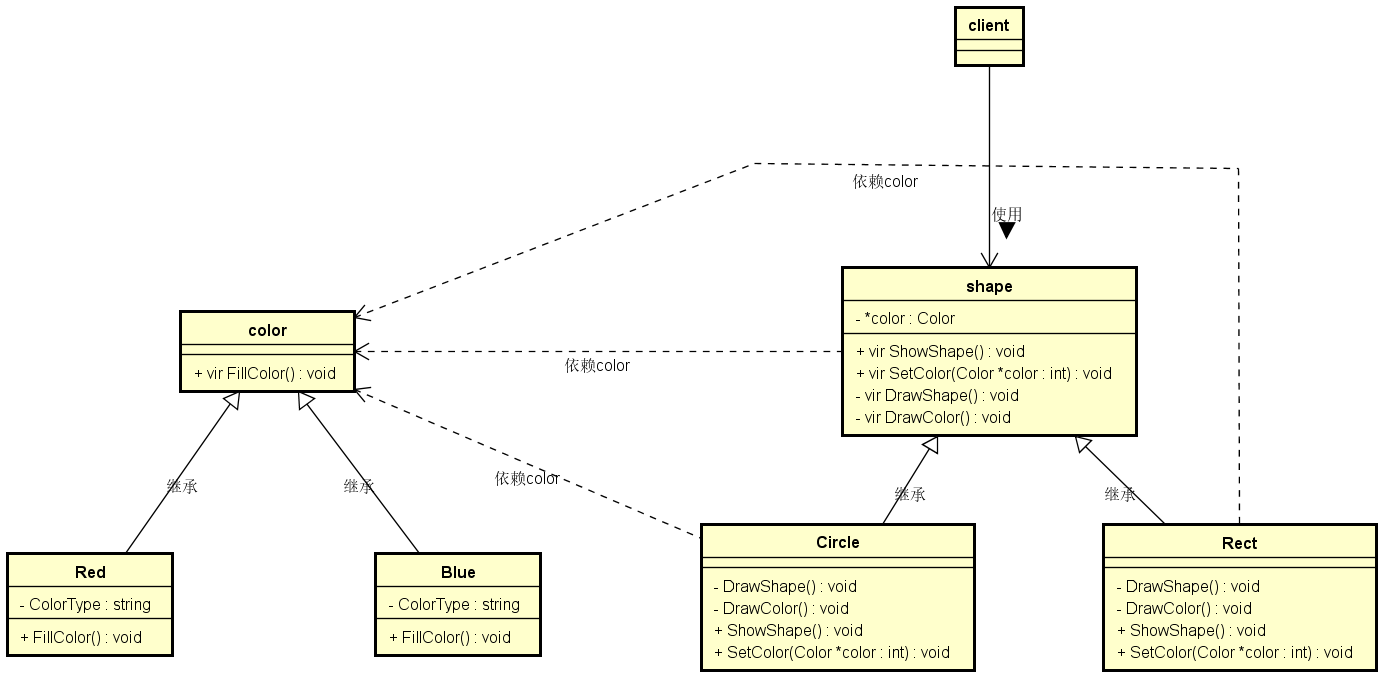 client
依赖color
使用
shape
- *color : Color
+ vir ShowShape() : void
+ vir SetColor(Color *color : int) : void
- vir DrawShape() : void
- vir DrawColor() : void
color
+ vir FillColor() : void
依赖color
依赖color
继承
继承
继承
继承
Red
- ColorType : string
+ FillColor() : void
Blue
- ColorType : string
+ FillColor() : void
Circle
- DrawShape() : void
- DrawColor() : void
+ ShowShape() : void
+ SetColor(Color *color : int) : void
Rect
- DrawShape() : void
- DrawColor() : void
+ ShowShape() : void
+ SetColor(Color *color : int) : void